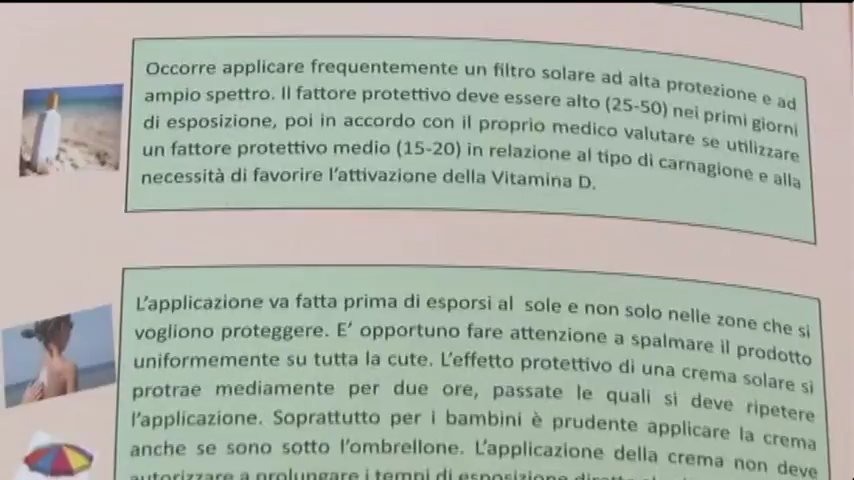 Occorre applicare frequentemente un filtro solare ad alta protezione e ad
ampio spettro. Il fattore protettivo deve essere alto (25-50) nei primi giorni
di esposizione, poi in accordo con il proprio medico valutare se utilizzare
un fattore protettivo medio (15-20) in relazione al tipo di carnagione e alla
necessità di favorire l'attivazione della Vitamina D.
L'applicazione va fatta prima di esporsi al sole e non solo nelle zone che si
vogliono proteggere. E' opportuno fare attenzione a spalmare il prodotto
uniformemente su tutta la cute. L'effetto protettivo di una crema solare si
protrae mediamente per due ore, passate le quali si deve ripetere
l'applicazione. Soprattutto per i bambini è prudente applicare la crema
anche se sono sotto l'ombrellone. L'applicazione della crema non deve
autorizzare a prolungare i tempi di esposizione